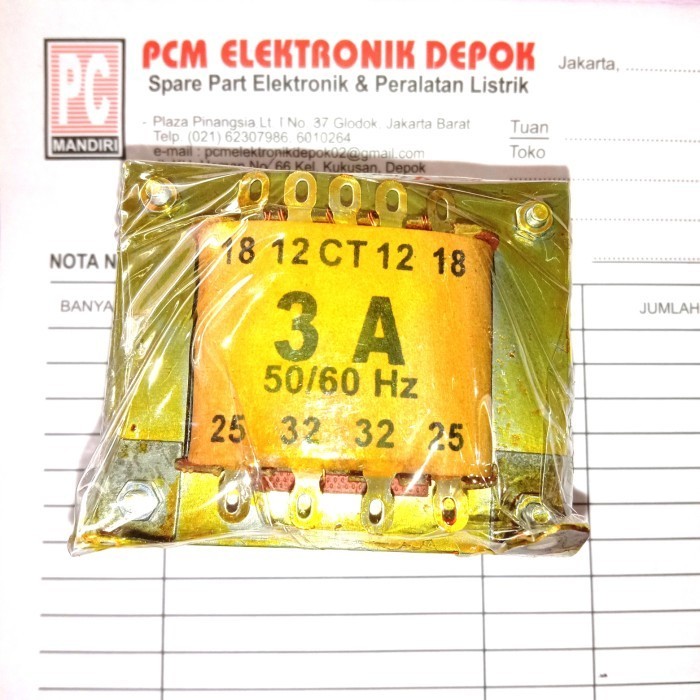 PC
MANDIRI
PCM ELEKTRONIK DEPOK
Spare Part Elektronik & Peralatan Listrik
- Plaza Pinangsia Lt. I No. 37 Glodok. Jakarta Barat
Telp. (021) 62307986. 6010264
e-mail : pcmelektronikdepok02@gmail.com
No. 66 Kel. Kukusan, Depok
Jakarta,
Tuan
Toko
NOTA N
BANYA
JUMLAH
18 12 CT 12 18
3 A
50/60 Hz
25 32 32 25